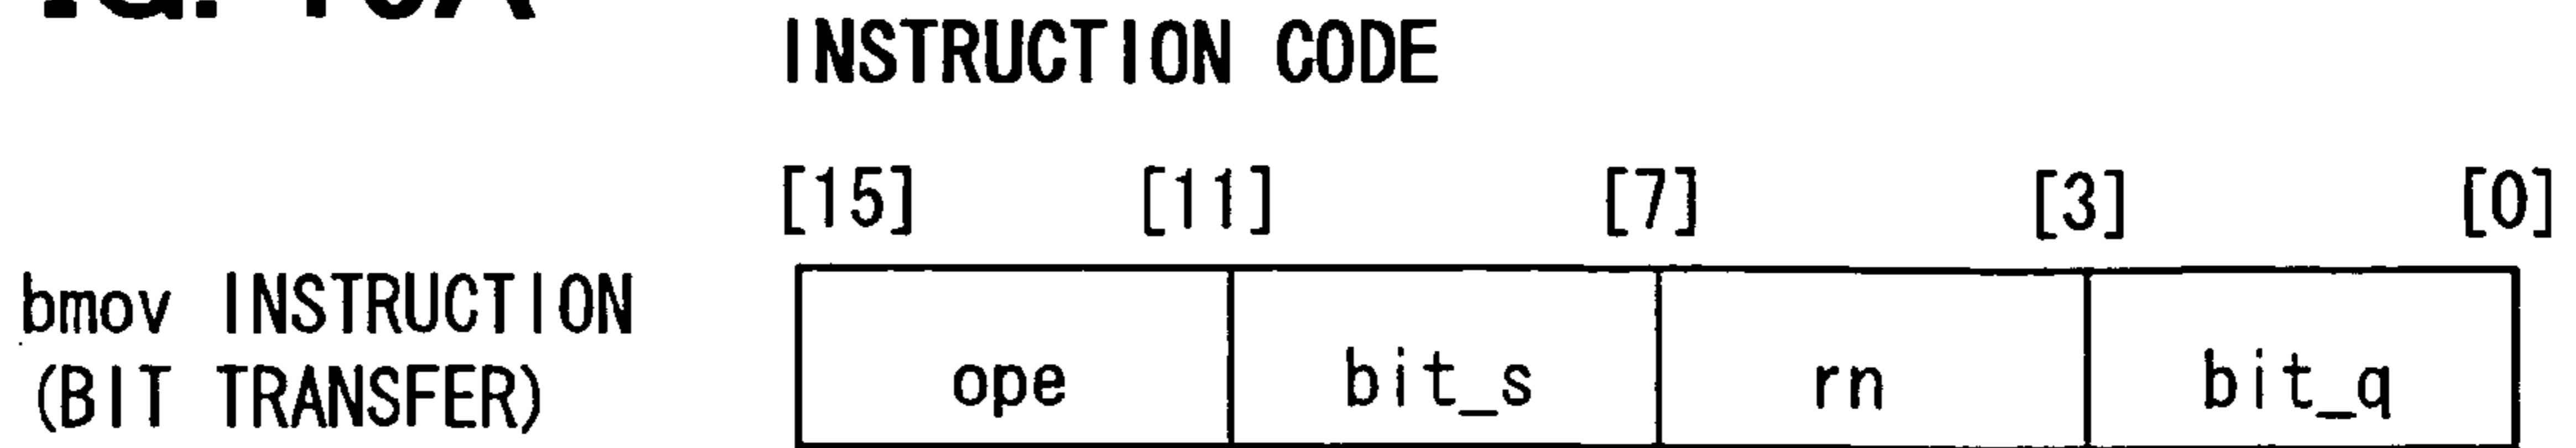 INSTRUCTION CODE
[15] [11] [7] [3] [0]
bmov INSTRUCTION
(BIT TRANSFER)
ope bit_s rn bit_q